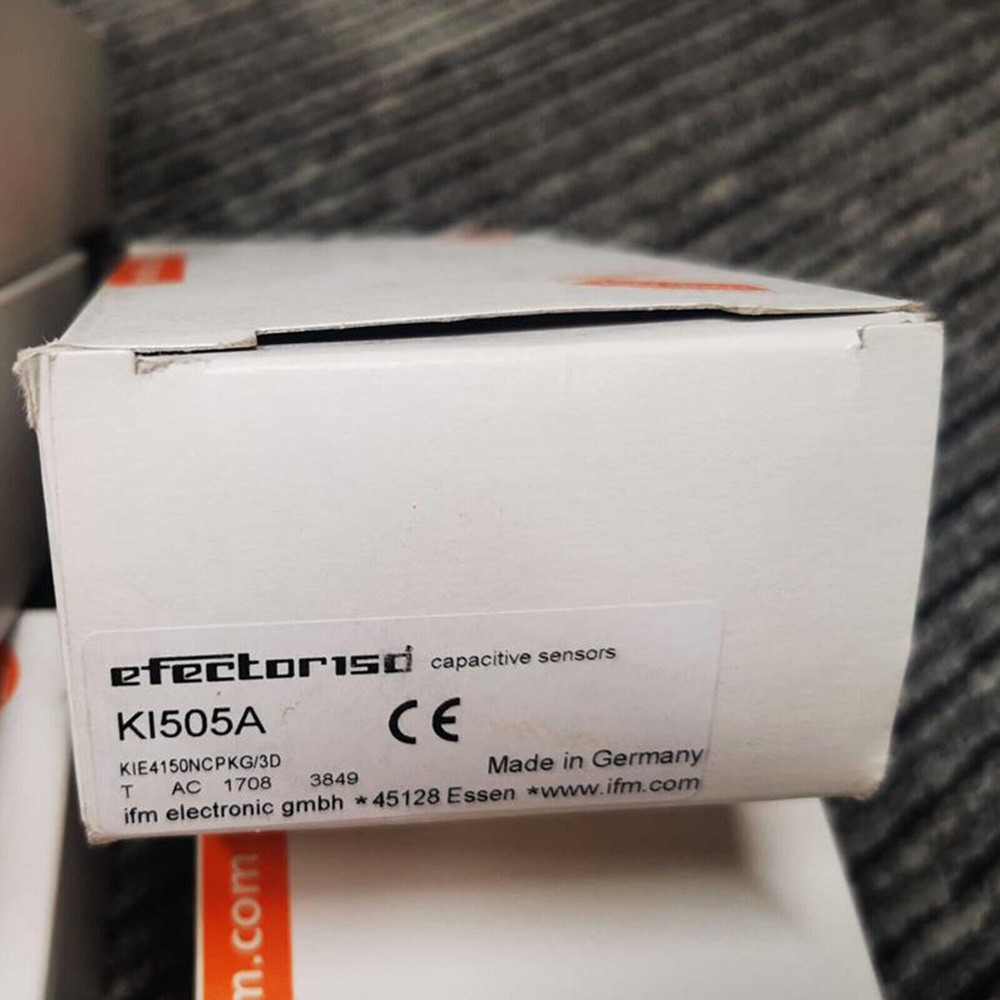 efector150 capacitive sensors
KI505A CE
KIE4150NCPKG/3D Made in Germany
T AC 1708 3849
ifm electronic gmbh *45128 Essen *www.ifm.com
m.com